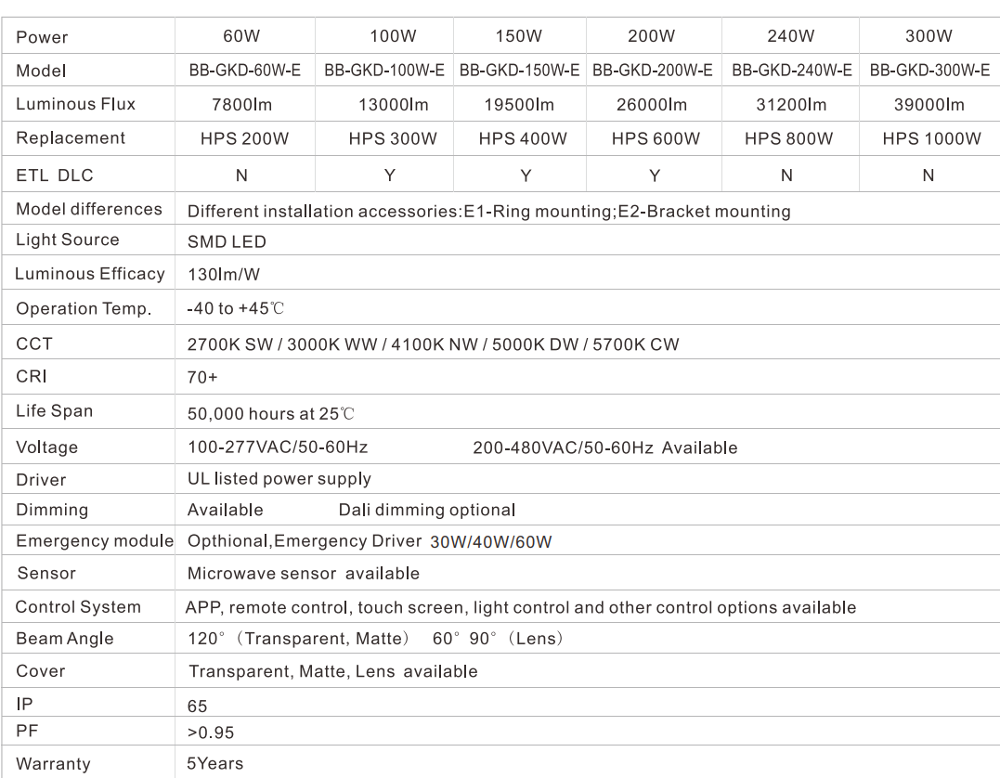 Power 60W 100W 150W 200W 240W 300W
Model BB-GKD-60W-E BB-GKD-100W-E BB-GKD-150W-E BB-GKD-200W-E BB-GKD-240W-E BB-GKD-300W-E
Luminous Flux 7800lm 13000lm 19500lm 26000lm 31200lm 39000lm
Replacement HPS 200W HPS 300W HPS 400W HPS 600W HPS 800W HPS 1000W
ETL DLC N Y Y Y N N
Model differences Different installation accessories:E1-Ring mounting;E2-Bracket mounting
Light Source SMD LED
Luminous Efficacy 130lm/W
Operation Temp. -40 to +45℃
CCT 2700K SW / 3000K WW / 4100K NW / 5000K DW / 5700K CW
CRI 70+
Life Span 50,000 hours at 25℃
Voltage 100-277VAC/50-60Hz 200-480VAC/50-60Hz Available
Driver UL listed power supply
Dimming Available Dali dimming optional
Emergency module Opthional,Emergency Driver 30W/40W/60W
Sensor Microwave sensor available
Control System APP, remote control, touch screen, light control and other control options available
Beam Angle 120°（Transparent, Matte） 60° 90°（Lens）
Cover Transparent, Matte, Lens available
IP 65
PF >0.95
Warranty 5Years